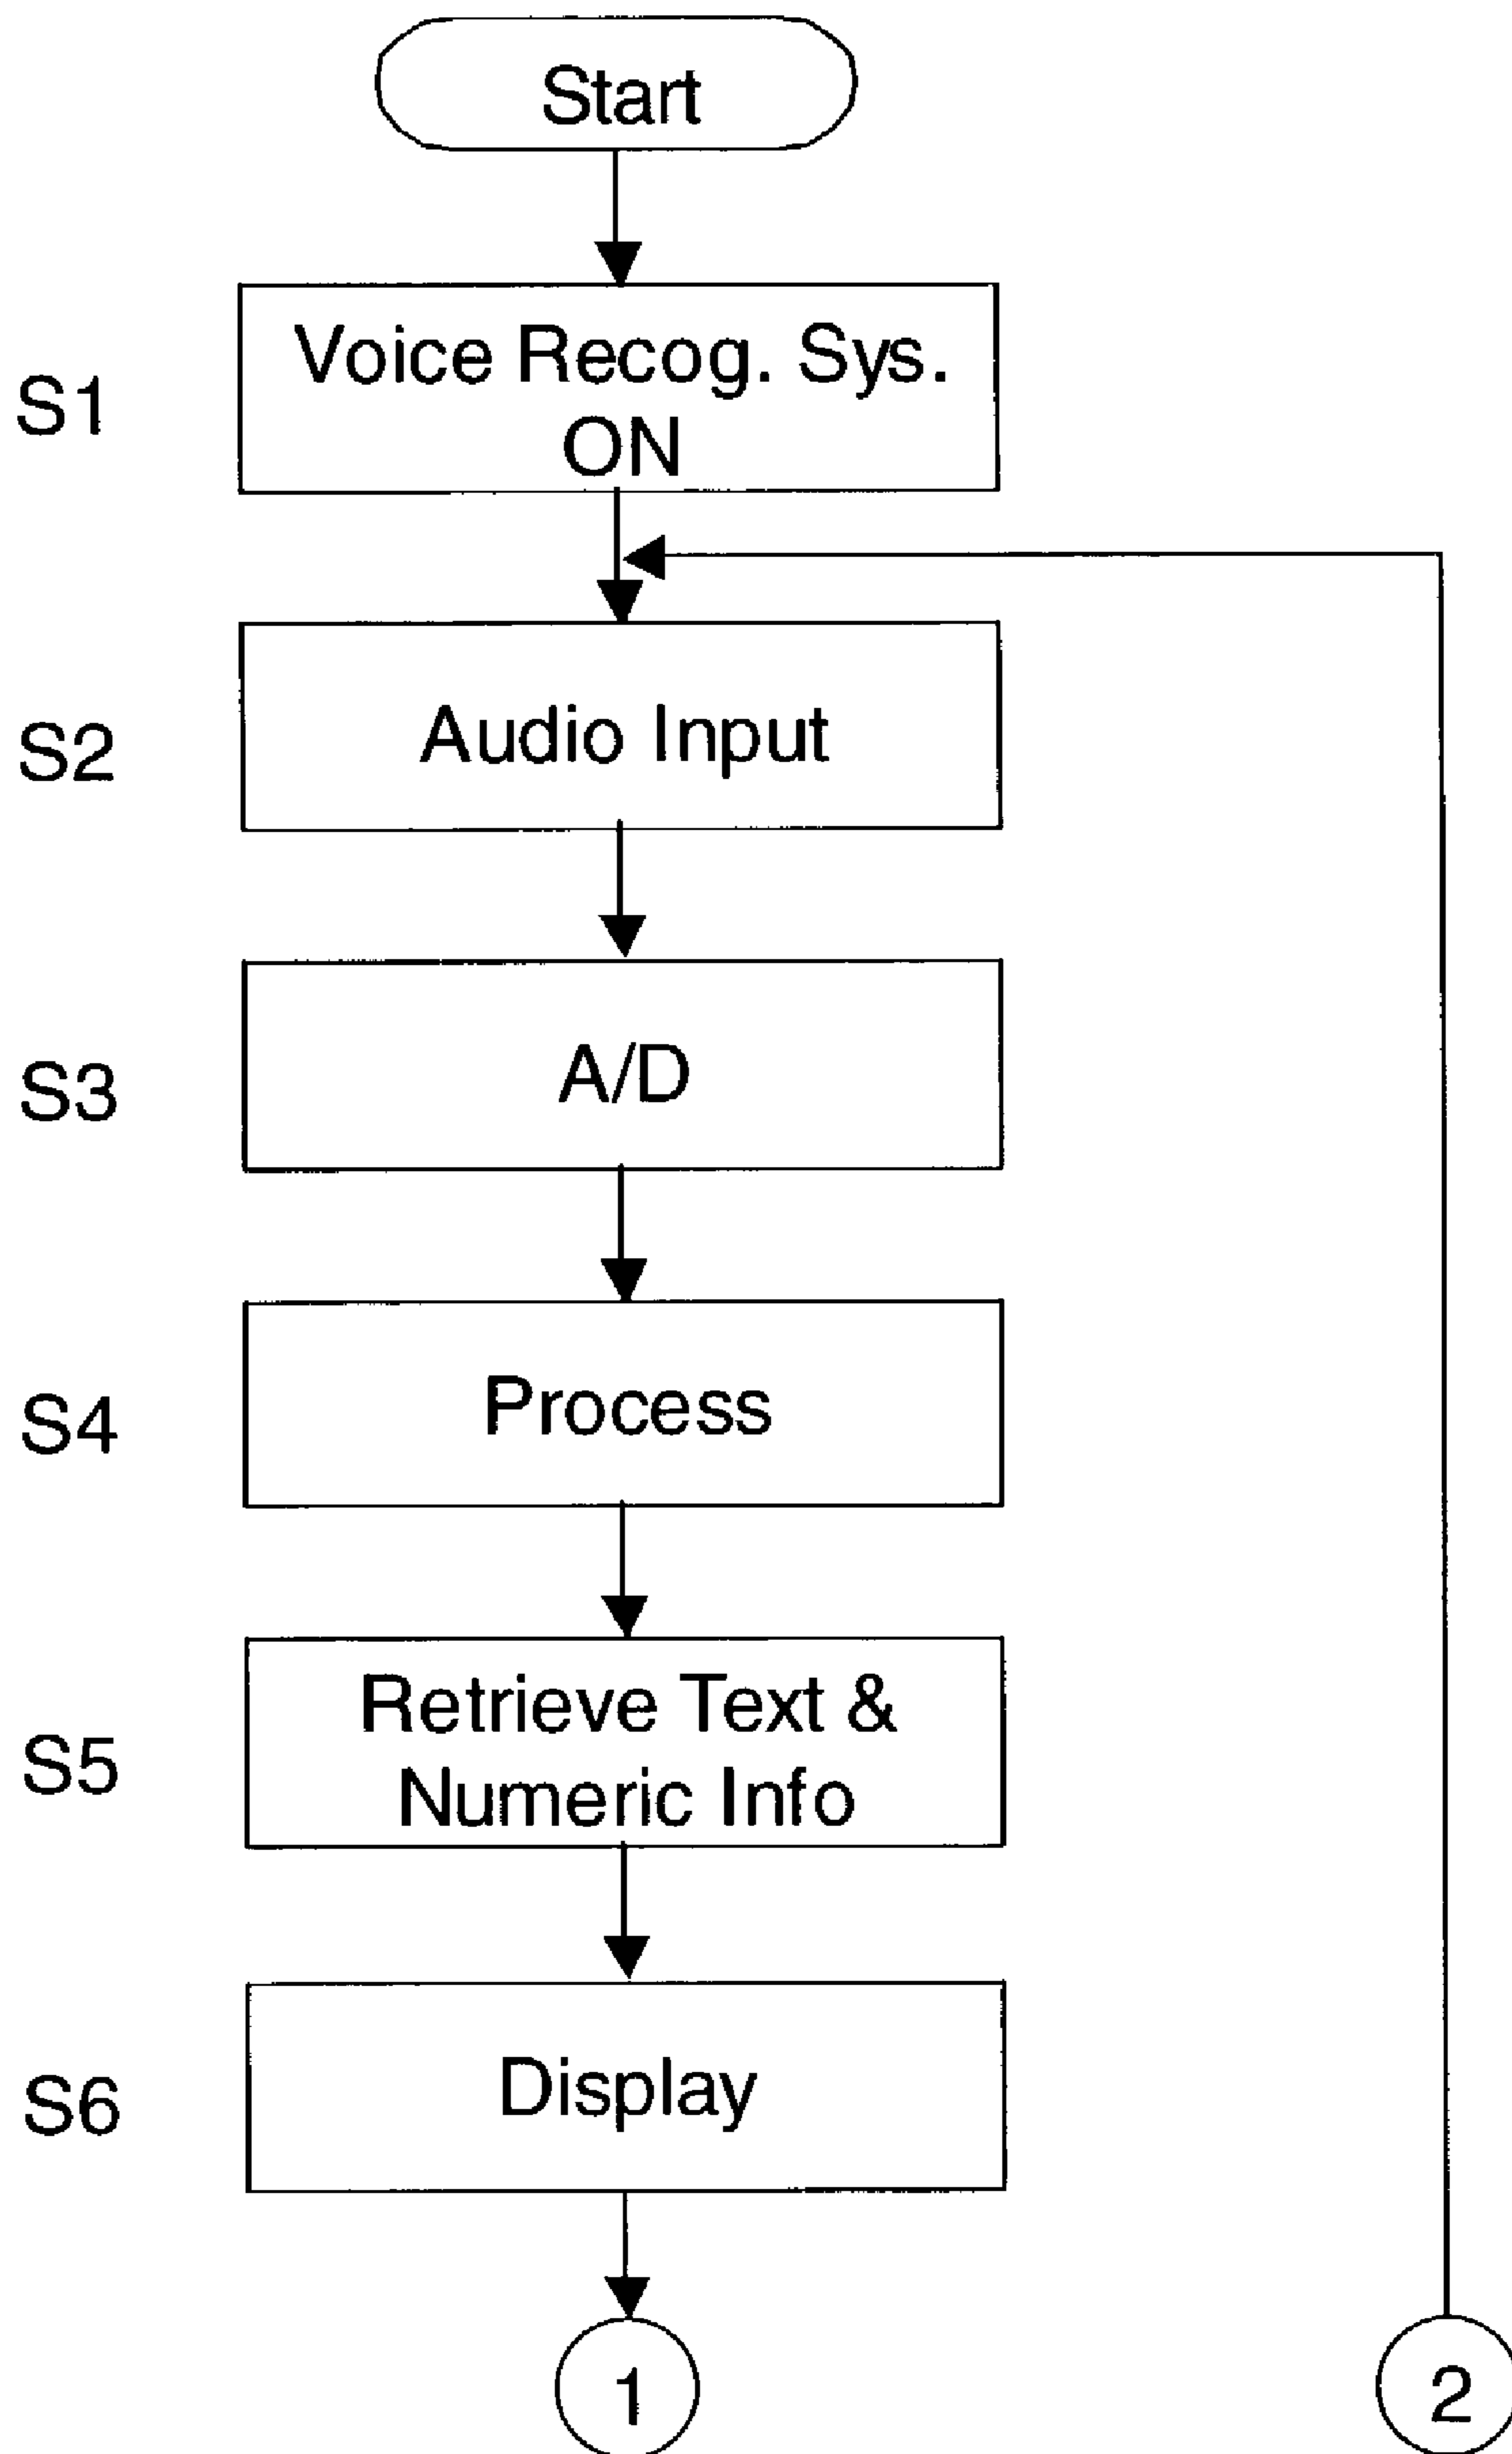 Start
S1
Voice Recog. Sys.
ON
S2
Audio Input
S3
A/D
S4
Process
S5
Retrieve Text &
Numeric Info
S6
Display
1
2